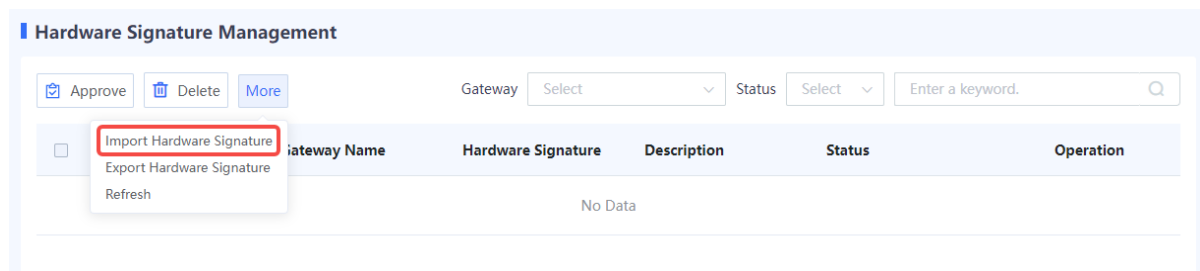 Hardware Signature Management
Approve Delete More Gateway Select Status Select Enter a keyword.
Import Hardware Signature
Export Hardware Signature
Refresh
Gateway Name Hardware Signature Description Status Operation
No Data